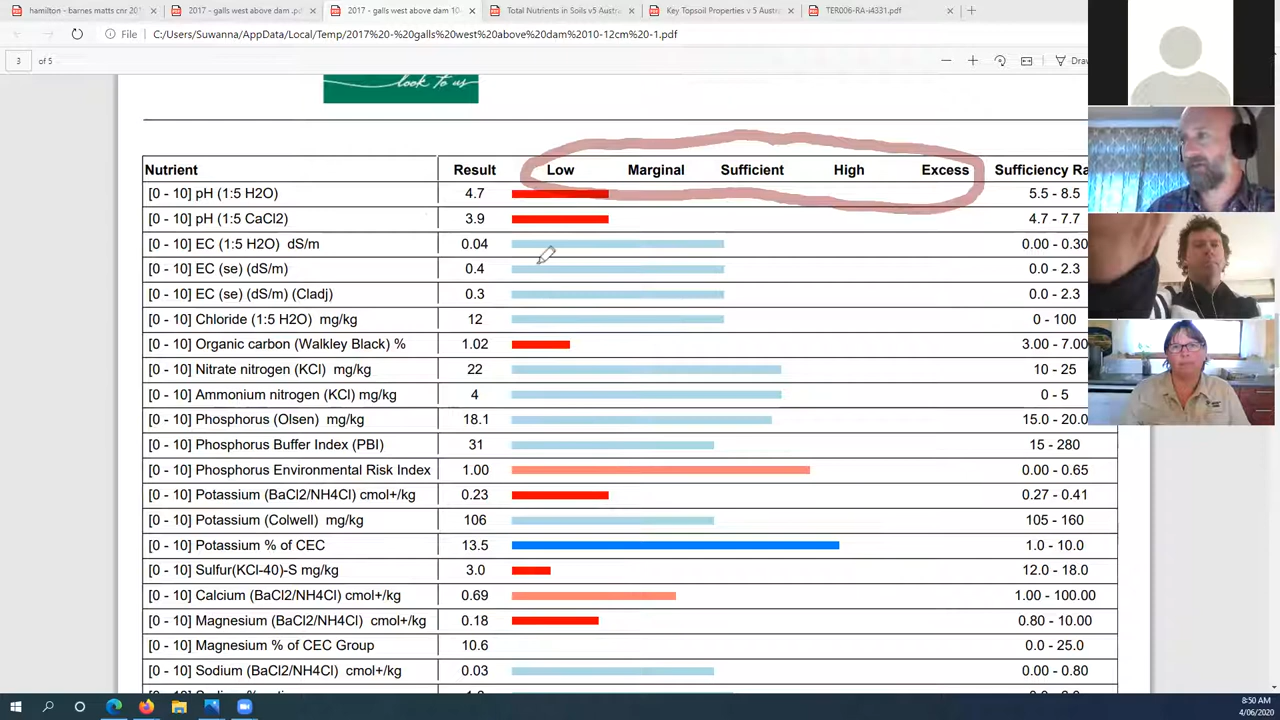 hamilton - barnes matts cnr 201
2017 - galls west above dam .pd
2017 - galls west above dam 10-
Total Nutrients in Soils v5 Austra
Key Topsoil Properties v 5 Austr
TER006-RA-i4331.pdf
File C:/Users/Suwanna/AppData/Local/Temp/2017%20-%20galls%20west%20above%20dam%2010-12cm%20-1.pdf
3 of 5
Draw
look to us
Nutrient Result Low Marginal Sufficient High Excess Sufficiency Ra
[0 - 10] pH (1:5 H2O) 4.7 5.5 - 8.5
[0 - 10] pH (1:5 CaCl2) 3.9 4.7 - 7.7
[0 - 10] EC (1:5 H2O) dS/m 0.04 0.00 - 0.30
[0 - 10] EC (se) (dS/m) 0.4 0.0 - 2.3
[0 - 10] EC (se) (dS/m) (Cladj) 0.3 0.0 - 2.3
[0 - 10] Chloride (1:5 H2O) mg/kg 12 0 - 100
[0 - 10] Organic carbon (Walkley Black) % 1.02 3.00 - 7.00
[0 - 10] Nitrate nitrogen (KCl) mg/kg 22 10 - 25
[0 - 10] Ammonium nitrogen (KCl) mg/kg 4 0 - 5
[0 - 10] Phosphorus (Olsen) mg/kg 18.1 15.0 - 20.0
[0 - 10] Phosphorus Buffer Index (PBI) 31 15 - 280
[0 - 10] Phosphorus Environmental Risk Index 1.00 0.00 - 0.65
[0 - 10] Potassium (BaCl2/NH4Cl) cmol+/kg 0.23 0.27 - 0.41
[0 - 10] Potassium (Colwell) mg/kg 106 105 - 160
[0 - 10] Potassium % of CEC 13.5 1.0 - 10.0
[0 - 10] Sulfur(KCl-40)-S mg/kg 3.0 12.0 - 18.0
[0 - 10] Calcium (BaCl2/NH4Cl) cmol+/kg 0.69 1.00 - 100.00
[0 - 10] Magnesium (BaCl2/NH4Cl) cmol+/kg 0.18 0.80 - 10.00
[0 - 10] Magnesium % of CEC Group 10.6 0.0 - 25.0
[0 - 10] Sodium (BaCl2/NH4Cl) cmol+/kg 0.03 0.00 - 0.80
8:50 AM
4/06/2020